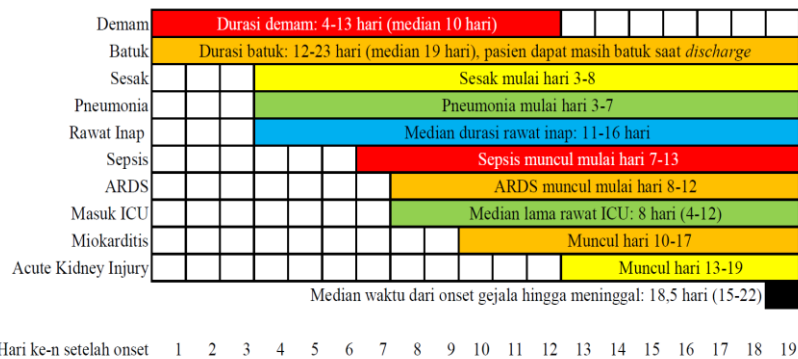 Demam Durasi demam: 4-13 hari (median 10 hari)
Batuk Durasi batuk: 12-23 hari (median 19 hari), pasien dapat masih batuk saat discharge
Sesak Sesak mulai hari 3-8
Pneumonia Pneumonia mulai hari 3-7
Rawat Inap Median durasi rawat inap: 11-16 hari
Sepsis Sepsis muncul mulai hari 7-13
ARDS ARDS muncul mulai hari 8-12
Masuk ICU Median lama rawat ICU: 8 hari (4-12)
Miokarditis Muncul hari 10-17
Acute Kidney Injury Muncul hari 13-19
Median waktu dari onset gejala hingga meninggal: 18,5 hari (15-22)
Hari ke-n setelah onset 1 2 3 4 5 6 7 8 9 10 11 12 13 14 15 16 17 18 19